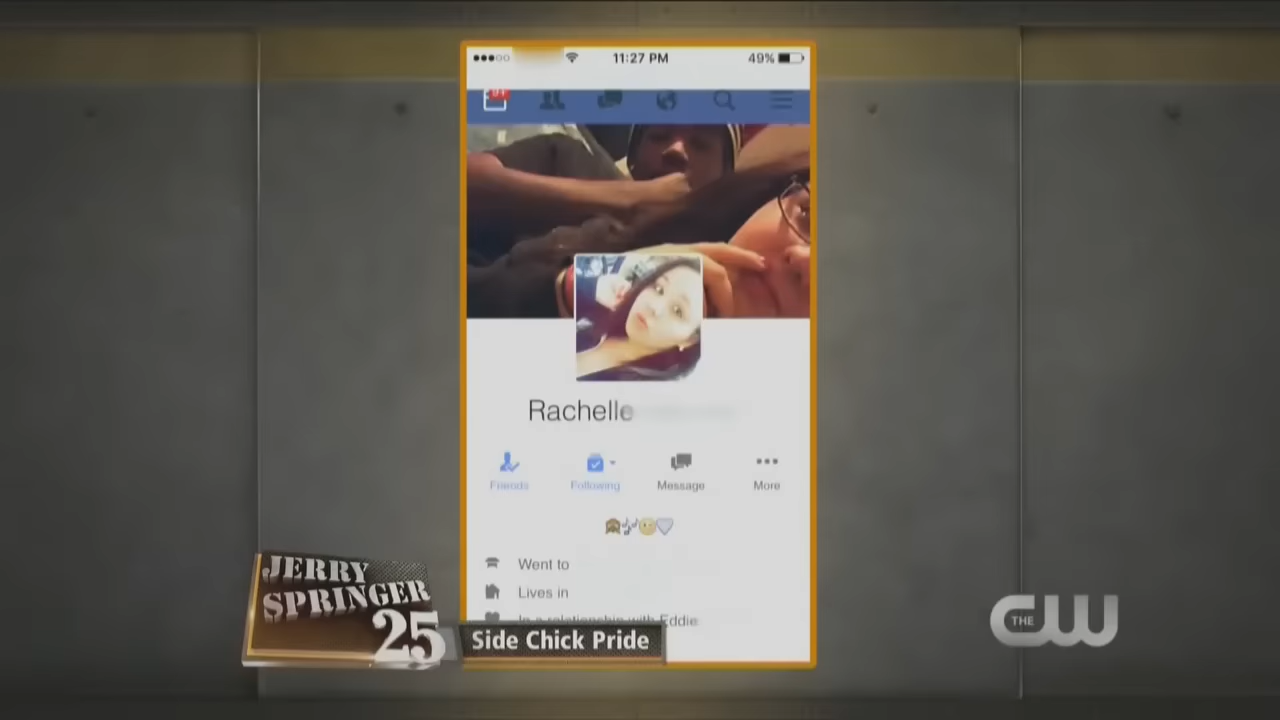 11:27 PM
49%
9+
Rachelle
Friends
Following
Message
More
Went to
Lives in
In a relationship with Eddie
JERRY
SPRINGER
25
Side Chick Pride
THE
CW